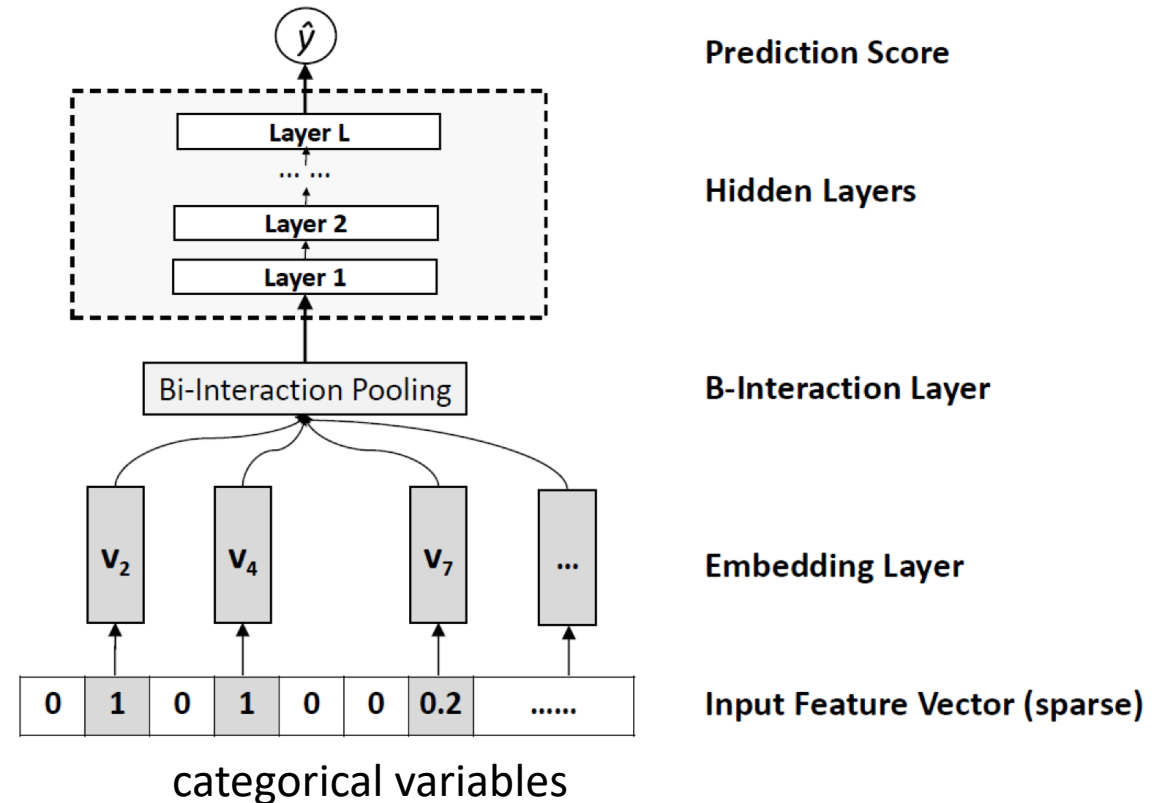 ŷ
Prediction Score
Layer L
... ...
Hidden Layers
Layer 2
Layer 1
Bi-Interaction Pooling
B-Interaction Layer
v₂ v₄ v₇ ...
Embedding Layer
0 1 0 1 0 0 0.2 ......
Input Feature Vector (sparse)
categorical variables